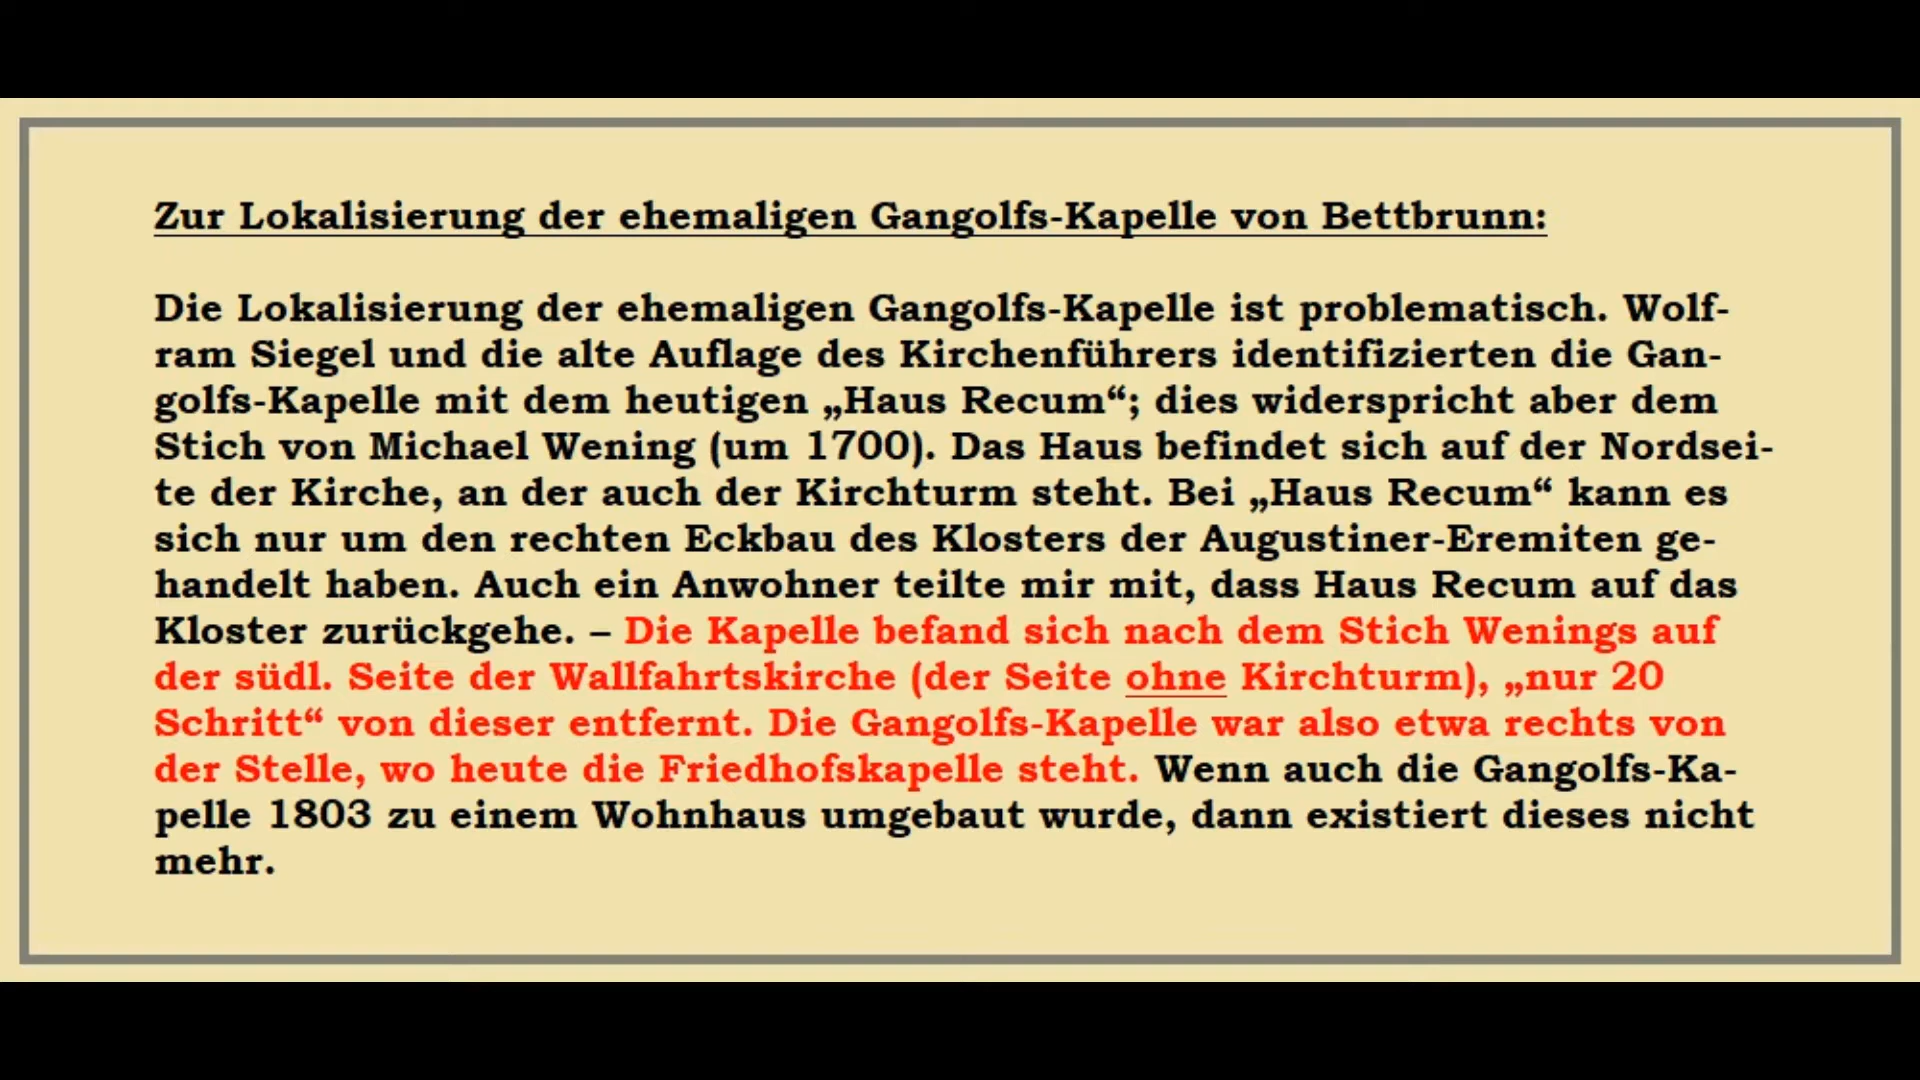 Zur Lokalisierung der ehemaligen Gangolfs-Kapelle von Bettbrunn:
Die Lokalisierung der ehemaligen Gangolfs-Kapelle ist problematisch. Wolf-
ram Siegel und die alte Auflage des Kirchenführers identifizierten die Gan-
golfs-Kapelle mit dem heutigen „Haus Recum“; dies widerspricht aber dem
Stich von Michael Wening (um 1700). Das Haus befindet sich auf der Nordsei-
te der Kirche, an der auch der Kirchturm steht. Bei „Haus Recum“ kann es
sich nur um den rechten Eckbau des Klosters der Augustiner-Eremiten ge-
handelt haben. Auch ein Anwohner teilte mir mit, dass Haus Recum auf das
Kloster zurückgehe. – Die Kapelle befand sich nach dem Stich Wenings auf
der südl. Seite der Wallfahrtskirche (der Seite ohne Kirchturm), „nur 20
Schritt“ von dieser entfernt. Die Gangolfs-Kapelle war also etwa rechts von
der Stelle, wo heute die Friedhofskapelle steht. Wenn auch die Gangolfs-Ka-
pelle 1803 zu einem Wohnhaus umgebaut wurde, dann existiert dieses nicht
mehr.